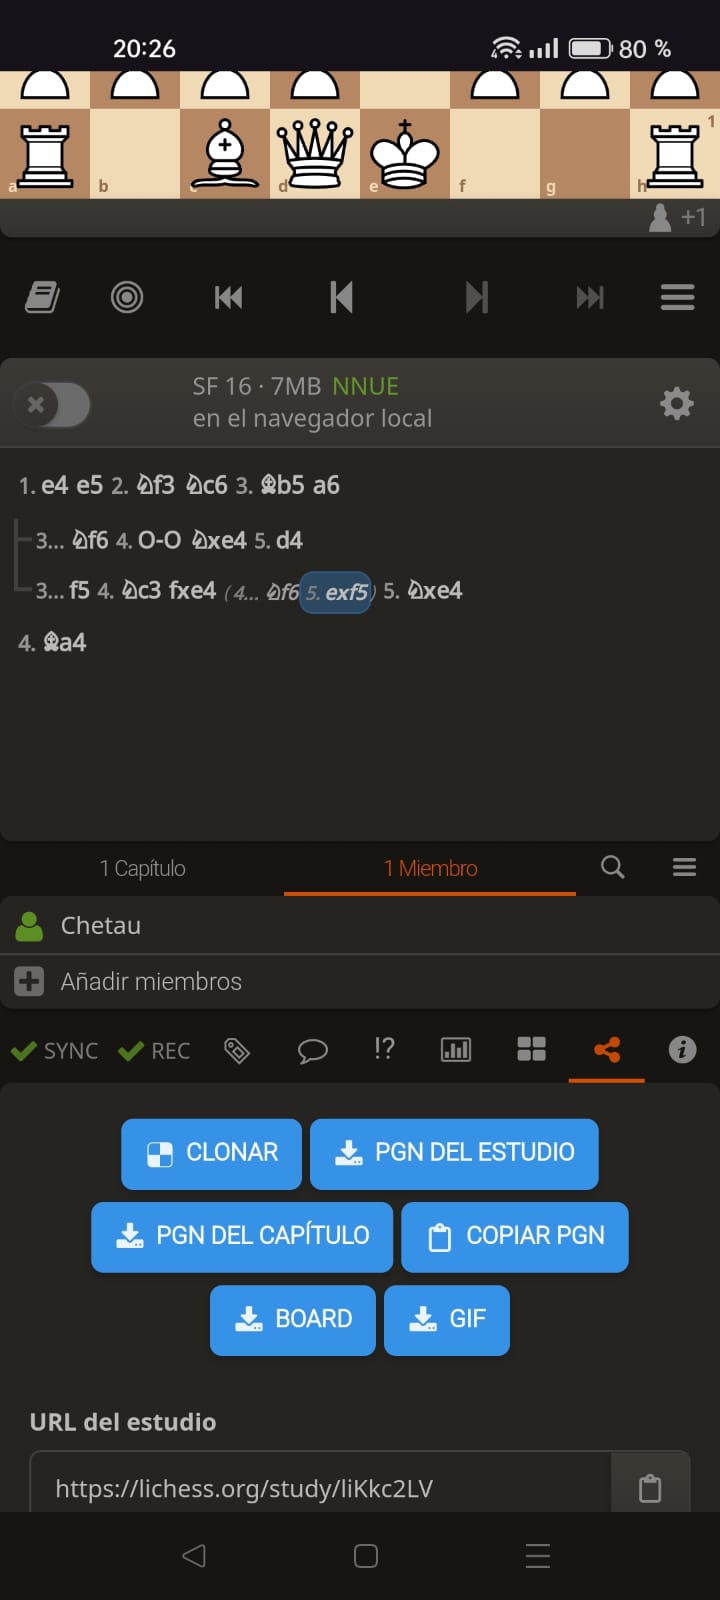 20:26 4 80 %
1
a b c d e f g h
+1
SF 16 · 7MB NNUE
en el navegador local
1. e4 e5 2. ♘f3 ♘c6 3. ♗b5 a6
3... ♘f6 4. O-O ♘xe4 5. d4
3... f5 4. ♘c3 fxe4 (4... ♘f6 5. exf5) 5. ♘xe4
4. ♗a4
1 Capítulo 1 Miembro
Chetau
Añadir miembros
SYNC REC !?
CLONAR PGN DEL ESTUDIO
PGN DEL CAPÍTULO COPIAR PGN
BOARD GIF
URL del estudio
https://lichess.org/study/liKkc2LV